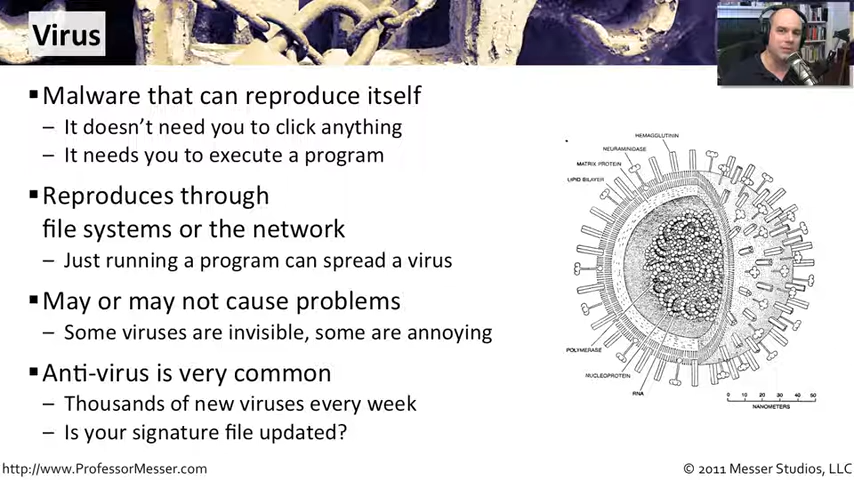 Virus
▪Malware that can reproduce itself
– It doesn't need you to click anything
– It needs you to execute a program
▪Reproduces through
file systems or the network
– Just running a program can spread a virus
▪May or may not cause problems
– Some viruses are invisible, some are annoying
▪Anti-virus is very common
– Thousands of new viruses every week
– Is your signature file updated?
HEMAGGLUTININ
NEURAMINIDASE
MATRIX PROTEIN
LIPID BILAYER
POLYMERASE
NUCLEOPROTEIN
RNA
0 10 20 30 40 50
NANOMETERS
http://www.ProfessorMesser.com
© 2011 Messer Studios, LLC